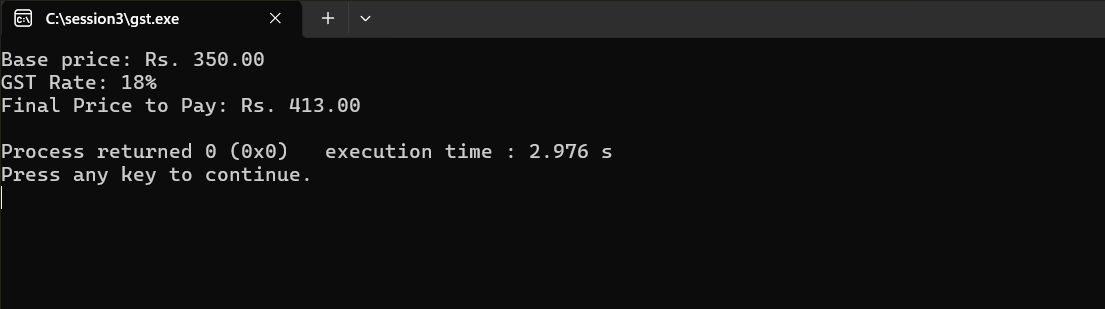 C:\session3\gst.exe
Base price: Rs. 350.00
GST Rate: 18%
Final Price to Pay: Rs. 413.00
Process returned 0 (0x0)   execution time : 2.976 s
Press any key to continue.